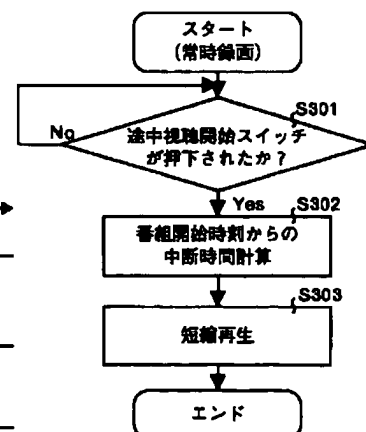 スタート
(常時録画)
S301
No
途中視聴開始スイッチ
が押下されたか？
Yes
S302
番組開始時刻からの
中断時間計算
S303
短縮再生
エンド